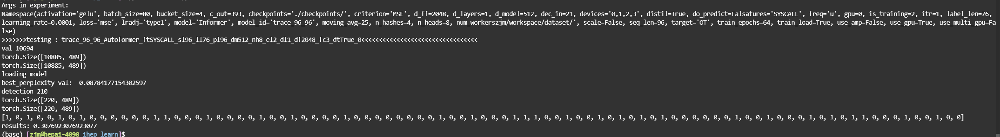 Args in experiment:
Namespace(activation='gelu', batch_size=80, bucket_size=4, c_out=393, checkpoints='./checkpoints/', criterion='MSE', d_ff=2048, d_layers=1, d_model=512, dec_in=21, devices='0,1,2,3', distil=True, do_predict=Falsatures='SYSCALL', freq='u', gpu=0, is_training=2, itr=1, label_len=76,
learning_rate=0.0001, loss='mse', lradj='type1', model='Informer', model_id='trace_96_96', moving_avg=25, n_hashes=4, n_heads=8, num_workerszjm/workspace/dataset/', scale=False, seq_len=96, target='OT', train_epochs=64, train_load=True, use_amp=False, use_gpu=True, use_multi_gpu=Fa
lse)
>>>>>>>testing : trace_96_96_Autoformer_ftSYSCALL_sl96_ll76_pl96_dm512_nh8_el2_dl1_df2048_fc3_dtTrue_0<<<<<<<<<<<<<<<<<<<<<<<<<<<<<<<<<
val 10694
torch.Size([10885, 489])
torch.Size([10885, 489])
loading model
best_perplexity val:  0.08784177154302597
detection 210
torch.Size([220, 489])
torch.Size([220, 489])
[1, 0, 1, 0, 0, 1, 0, 1, 0, 0, 0, 0, 0, 0, 1, 1, 0, 0, 0, 1, 0, 0, 0, 0, 1, 0, 0, 1, 0, 0, 0, 0, 1, 0, 0, 0, 0, 0, 0, 0, 0, 1, 0, 0, 1, 0, 0, 0, 1, 1, 1, 0, 0, 1, 0, 0, 1, 0, 1, 0, 1, 0, 1, 0, 0, 0, 0, 0, 0, 1, 0, 0, 1, 0, 0, 0, 1, 0, 1, 0, 1, 1, 0, 0, 0, 1, 0, 0, 1, 0, 0]
results: 0.3076923076923077
(base) [zjm@hepai-4090 ihep_learn]$